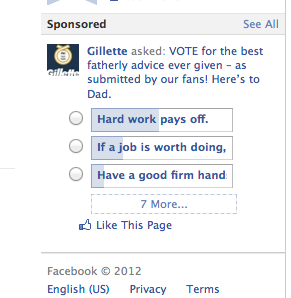 Sponsored See All
Gillette asked: VOTE for the best
fatherly advice ever given – as
submitted by our fans! Here's to
Dad.
Gillette
Hard work pays off.
If a job is worth doing,
Have a good firm hand
7 More...
Like This Page
Facebook © 2012
English (US) Privacy Terms